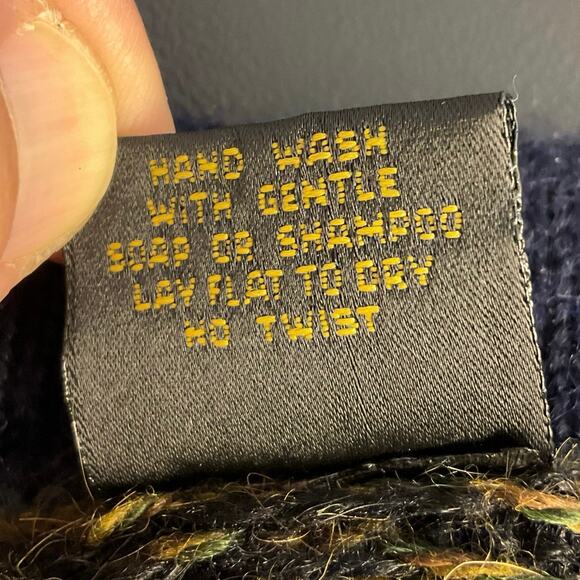 HAND WASH
WITH GENTLE
SOAP OR SHAMPOO
LAY FLAT TO DRY
NO TWIST